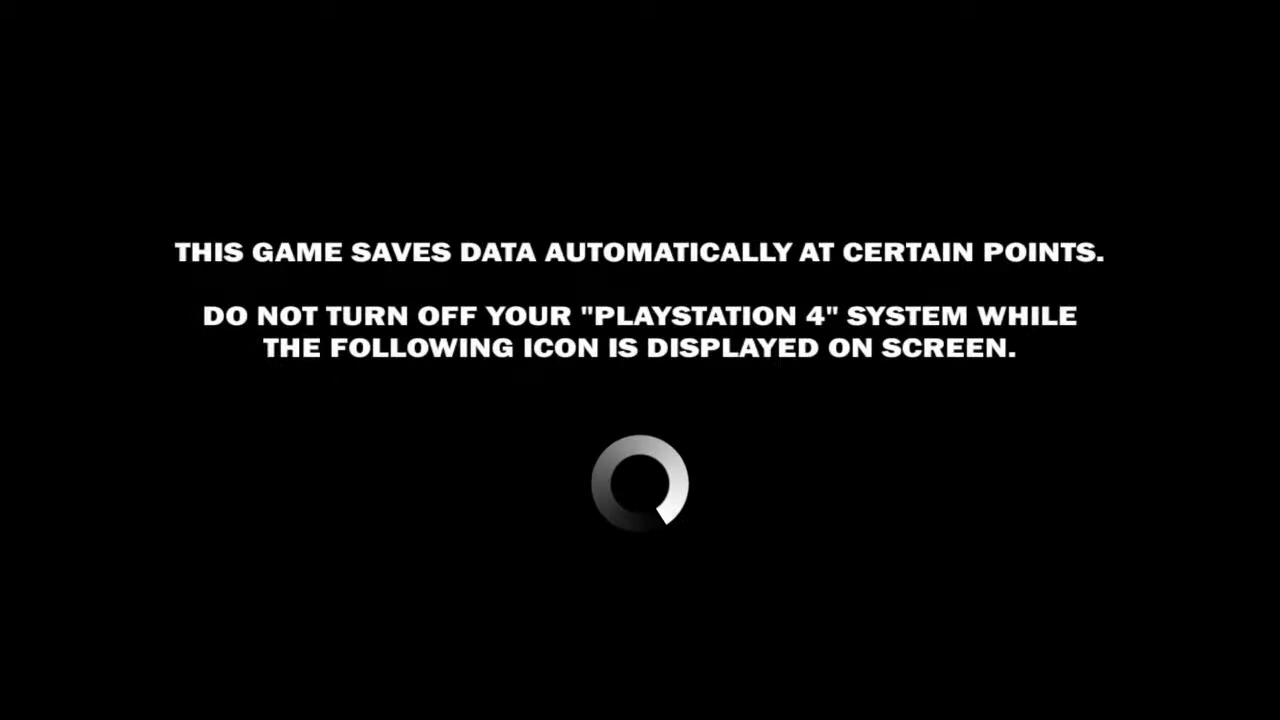 THIS GAME SAVES DATA AUTOMATICALLY AT CERTAIN POINTS.
DO NOT TURN OFF YOUR "PLAYSTATION 4" SYSTEM WHILE
THE FOLLOWING ICON IS DISPLAYED ON SCREEN.